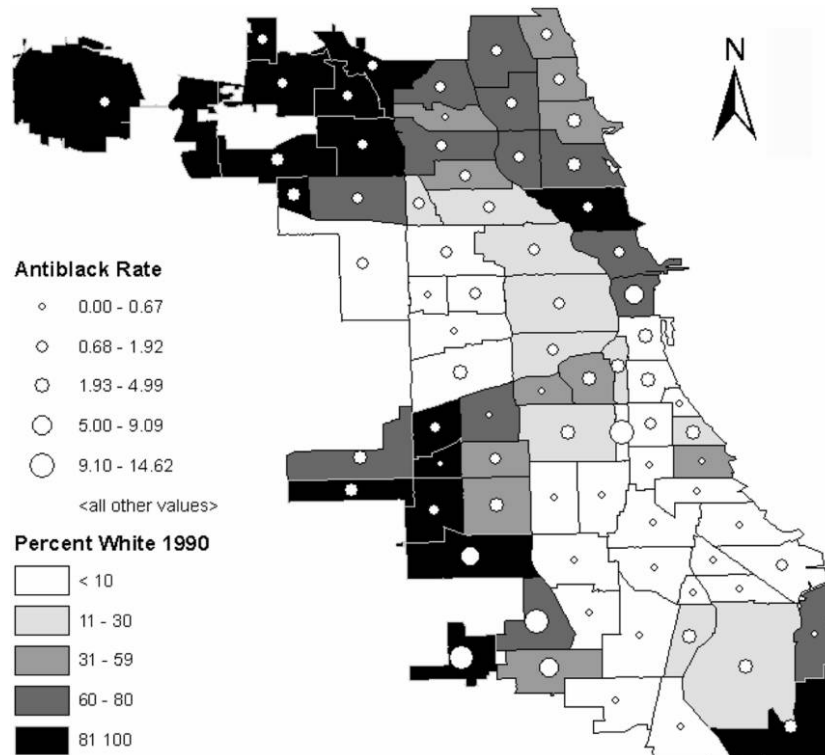 N
Antiblack Rate
0.00 - 0.67
0.68 - 1.92
1.93 - 4.99
5.00 - 9.09
9.10 - 14.62
<all other values>
Percent White 1990
< 10
11 - 30
31 - 59
60 - 80
81 100